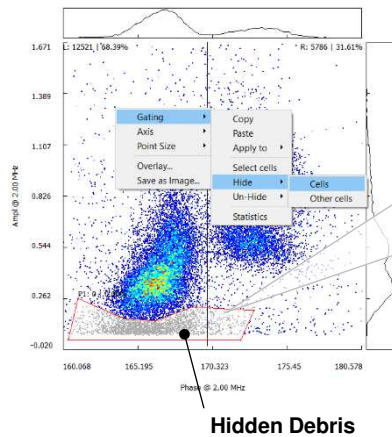 L: 12521 | 68.39%
R: 5786 | 31.61%
1.671
1.389
1.107
0.826
0.544
0.262
-0.020
Ampl @ 2.00 MHz
Gating
Axis
Point Size
Overlay...
Save as Image...
Copy
Paste
Apply to
Select cells
Hide
Un-Hide
Statistics
Cells
Other cells
160.068 165.195 170.323 175.45 180.578
Phase @ 2.00 MHz
Hidden Debris